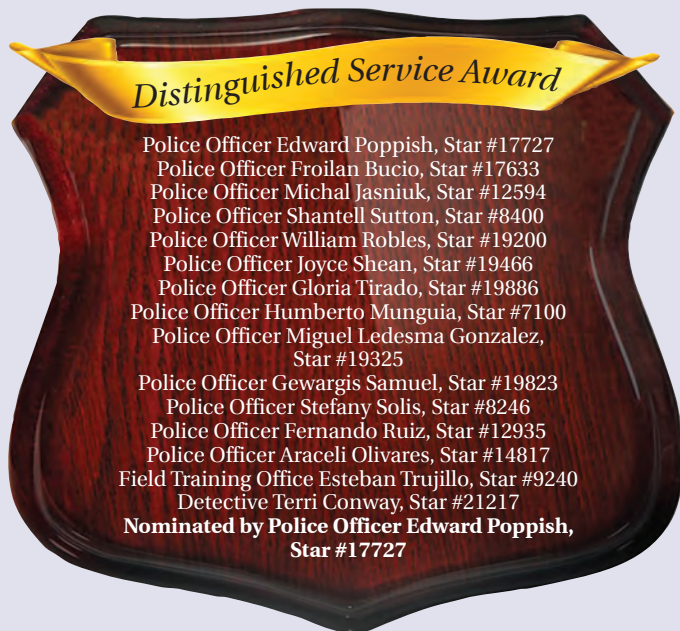 Distinguished Service Award
Police Officer Edward Poppish, Star #17727
Police Officer Froilan Bucio, Star #17633
Police Officer Michal Jasniuk, Star #12594
Police Officer Shantell Sutton, Star #8400
Police Officer William Robles, Star #19200
Police Officer Joyce Shean, Star #19466
Police Officer Gloria Tirado, Star #19886
Police Officer Humberto Munguia, Star #7100
Police Officer Miguel Ledesma Gonzalez,
Star #19325
Police Officer Gewargis Samuel, Star #19823
Police Officer Stefany Solis, Star #8246
Police Officer Fernando Ruiz, Star #12935
Police Officer Araceli Olivares, Star #14817
Field Training Office Esteban Trujillo, Star #9240
Detective Terri Conway, Star #21217
Nominated by Police Officer Edward Poppish,
Star #17727